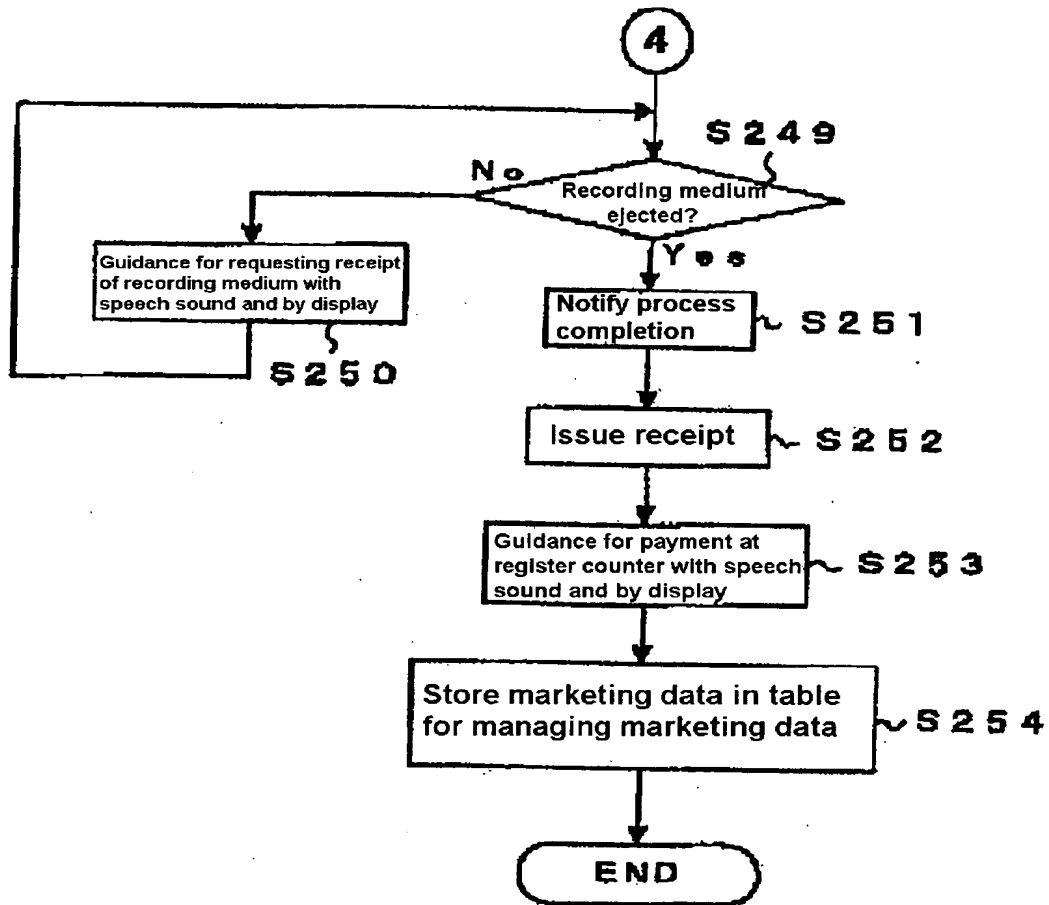 4
S249
No
Recording medium
ejected?
Yes
Guidance for requesting receipt
of recording medium with
speech sound and by display
S250
Notify process
completion
S251
Issue receipt
S252
Guidance for payment at
register counter with speech
sound and by display
S253
Store marketing data in table
for managing marketing data
S254
END